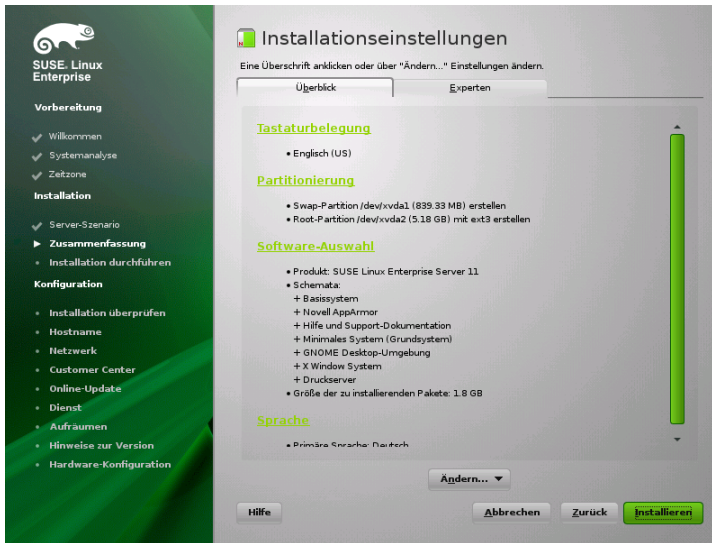 SUSE. Linux
Enterprise
Vorbereitung
Willkommen
Systemanalyse
Zeitzone
Installation
Server-Szenario
Zusammenfassung
Installation durchführen
Konfiguration
Installation überprüfen
Hostname
Netzwerk
Customer Center
Online-Update
Dienst
Aufräumen
Hinweise zur Version
Hardware-Konfiguration
Installationseinstellungen
Eine Überschrift anklicken oder über "Ändern..." Einstellungen ändern.
Überblick
Experten
Tastaturbelegung
• Englisch (US)
Partitionierung
• Swap-Partition /dev/xvda1 (839.33 MB) erstellen
• Root-Partition /dev/xvda2 (5.18 GB) mit ext3 erstellen
Software-Auswahl
• Produkt: SUSE Linux Enterprise Server 11
• Schemata:
+ Basissystem
+ Novell AppArmor
+ Hilfe und Support-Dokumentation
+ Minimales System (Grundsystem)
+ GNOME Desktop-Umgebung
+ X Window System
+ Druckserver
• Größe der zu installierenden Pakete: 1.8 GB
Sprache
• Primäre Sprache: Deutsch
Ändern...
Hilfe
Abbrechen
Zurück
Installieren